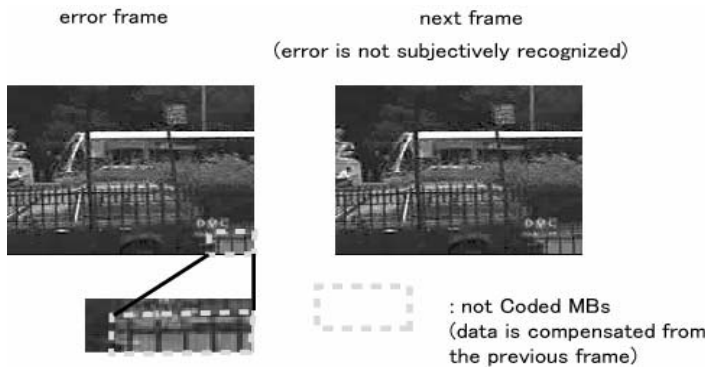 error frame
next frame
(error is not subjectively recognized)
: not Coded MBs
(data is compensated from
the previous frame)